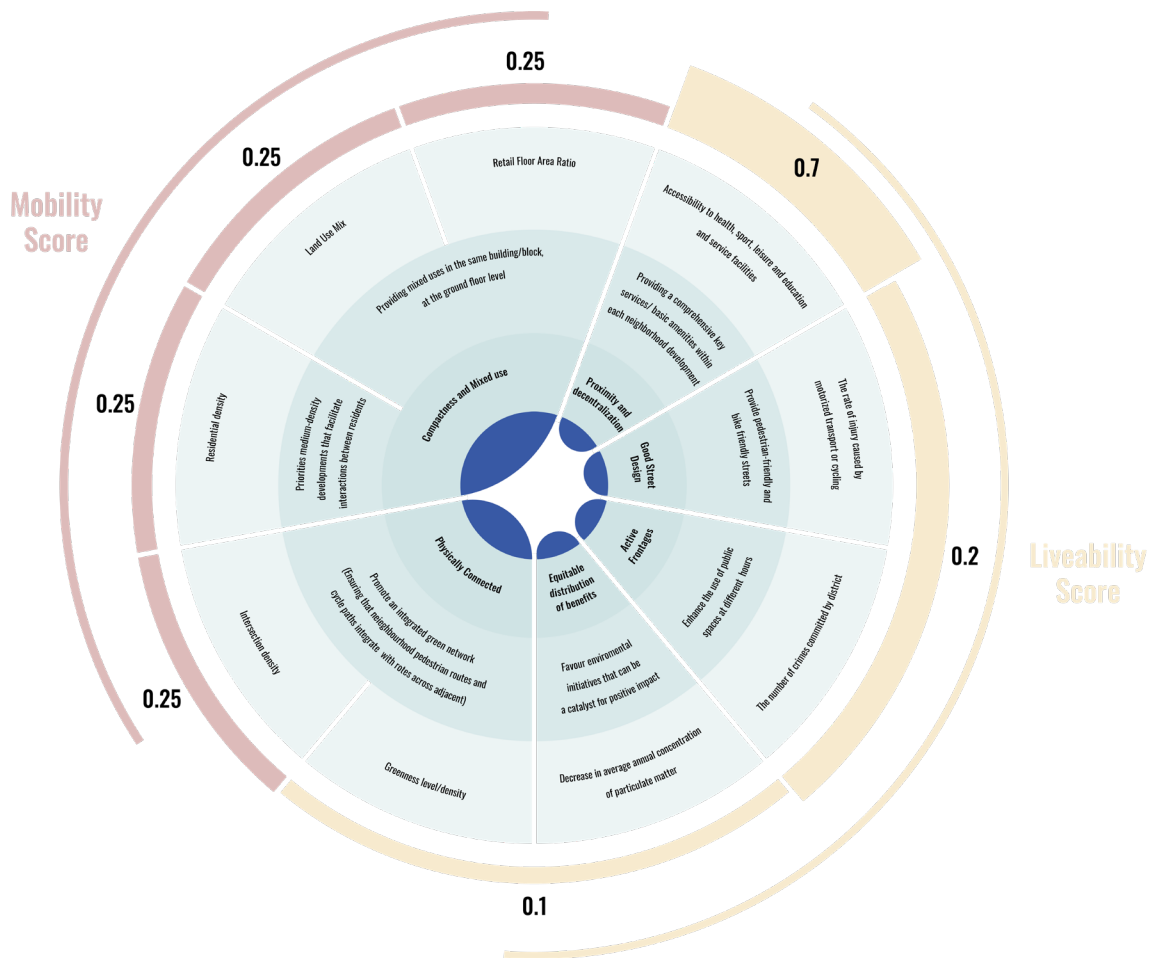 Mobility
Score
0.25
0.25
0.25
0.25
0.7
0.2
0.1
Liveability
Score
Retail Floor Area Ratio
Land Use Mix
Residential density
Intersection density
Greenness level/density
Decrease in average annual concentration
of particulate matter
The number of crimes committed by district
The rate of injury caused by
motorized transport or cycling
Accessibility to health, sport, leisure and education
and service facilities
Providing mixed uses in the same building/block,
at the ground floor level
Priorities medium-density
developments that facilitate
interactions between residents
Promote an integrated green network
(Ensuring that neighbourhood pedestrian routes and
cycle paths integrate with rotes across adjacent)
Favour enviromental
initiatives that can be
a catalyst for positive impact
Enhance the use of public
spaces at different hours
Provide pedestrian-friendly and
bike friendly streets
Providing a comprehensive key
services/ basic amenities within
each neighborhood development
Compactness and Mixed use
Proximity and
decentralization
Good Street
Design
Active
Frontages
Equitable
distribution
of benefits
Physically Connected